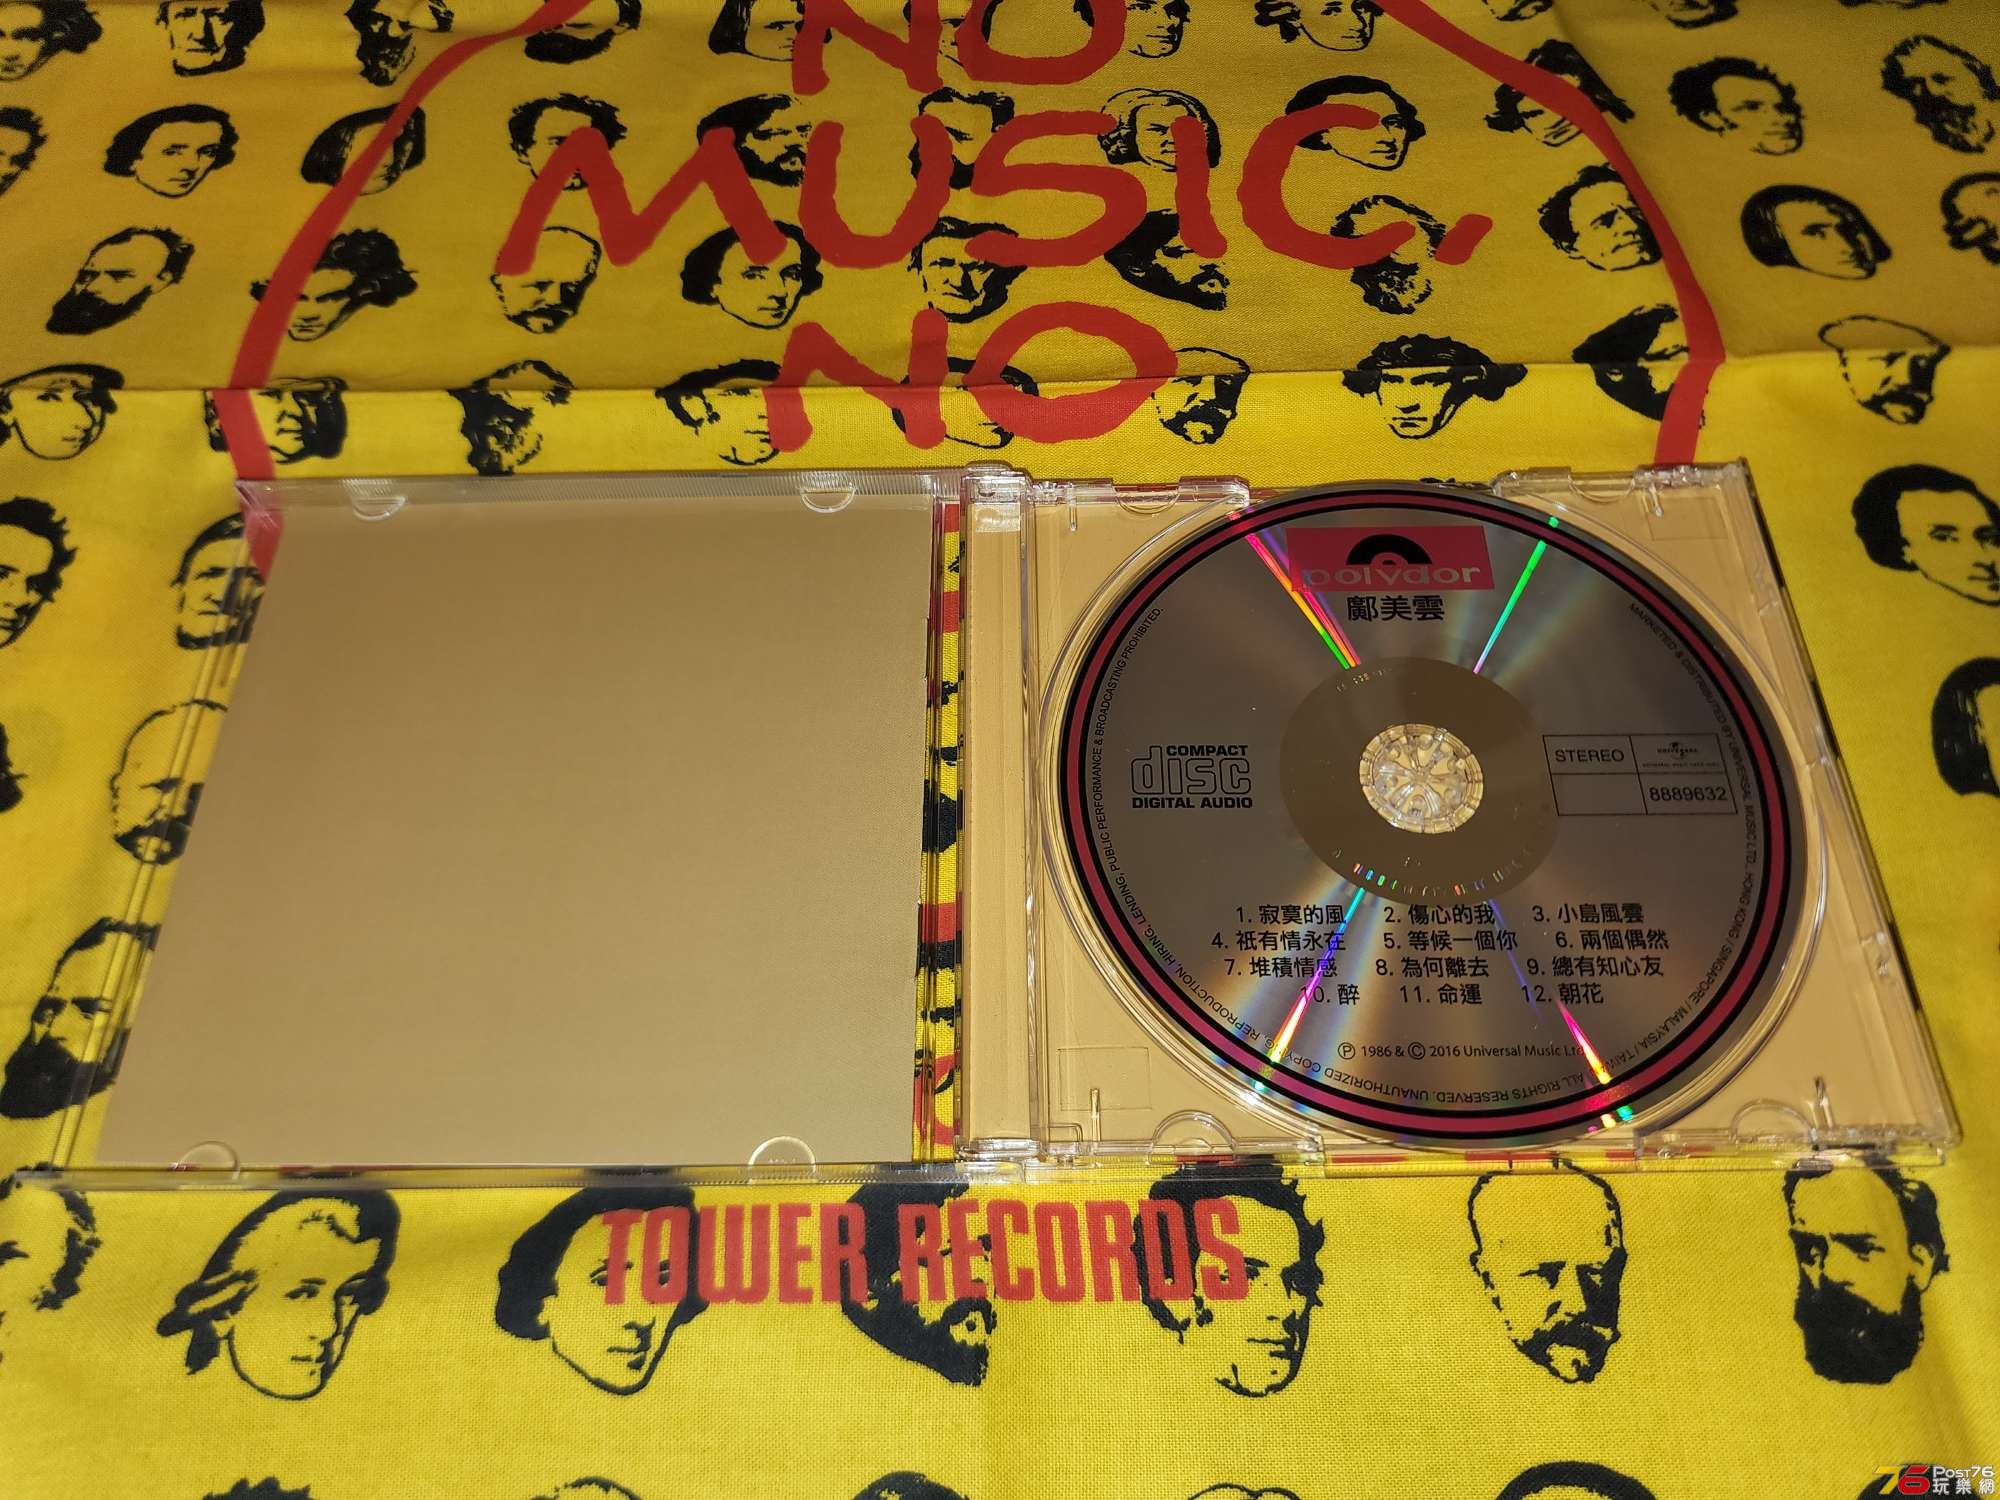 NO
MUSIC.
NO
polydor
鄺美雲
COMPACT
disc
DIGITAL AUDIO
STEREO
UNIVERSAL
8889632
1. 寂寞的風 2. 傷心的我 3. 小島風雲
4. 祇有情永在 5. 等候一個你 6. 兩個偶然
7. 堆積情感 8. 為何離去 9. 總有知心友
10. 醉 11. 命運 12. 朝花
Ⓟ 1986 & Ⓒ 2016 Universal Music Ltd
MARKETED & DISTRIBUTED BY UNIVERSAL MUSIC LTD. HONG KONG / SINGAPORE / MALAYSIA / TAIWAN ALL RIGHTS RESERVED. UNAUTHORIZED COPYING, REPRODUCTION, HIRING, LENDING, PUBLIC PERFORMANCE & BROADCASTING PROHIBITED.
TOWER RECORDS
76 POST76
玩樂網